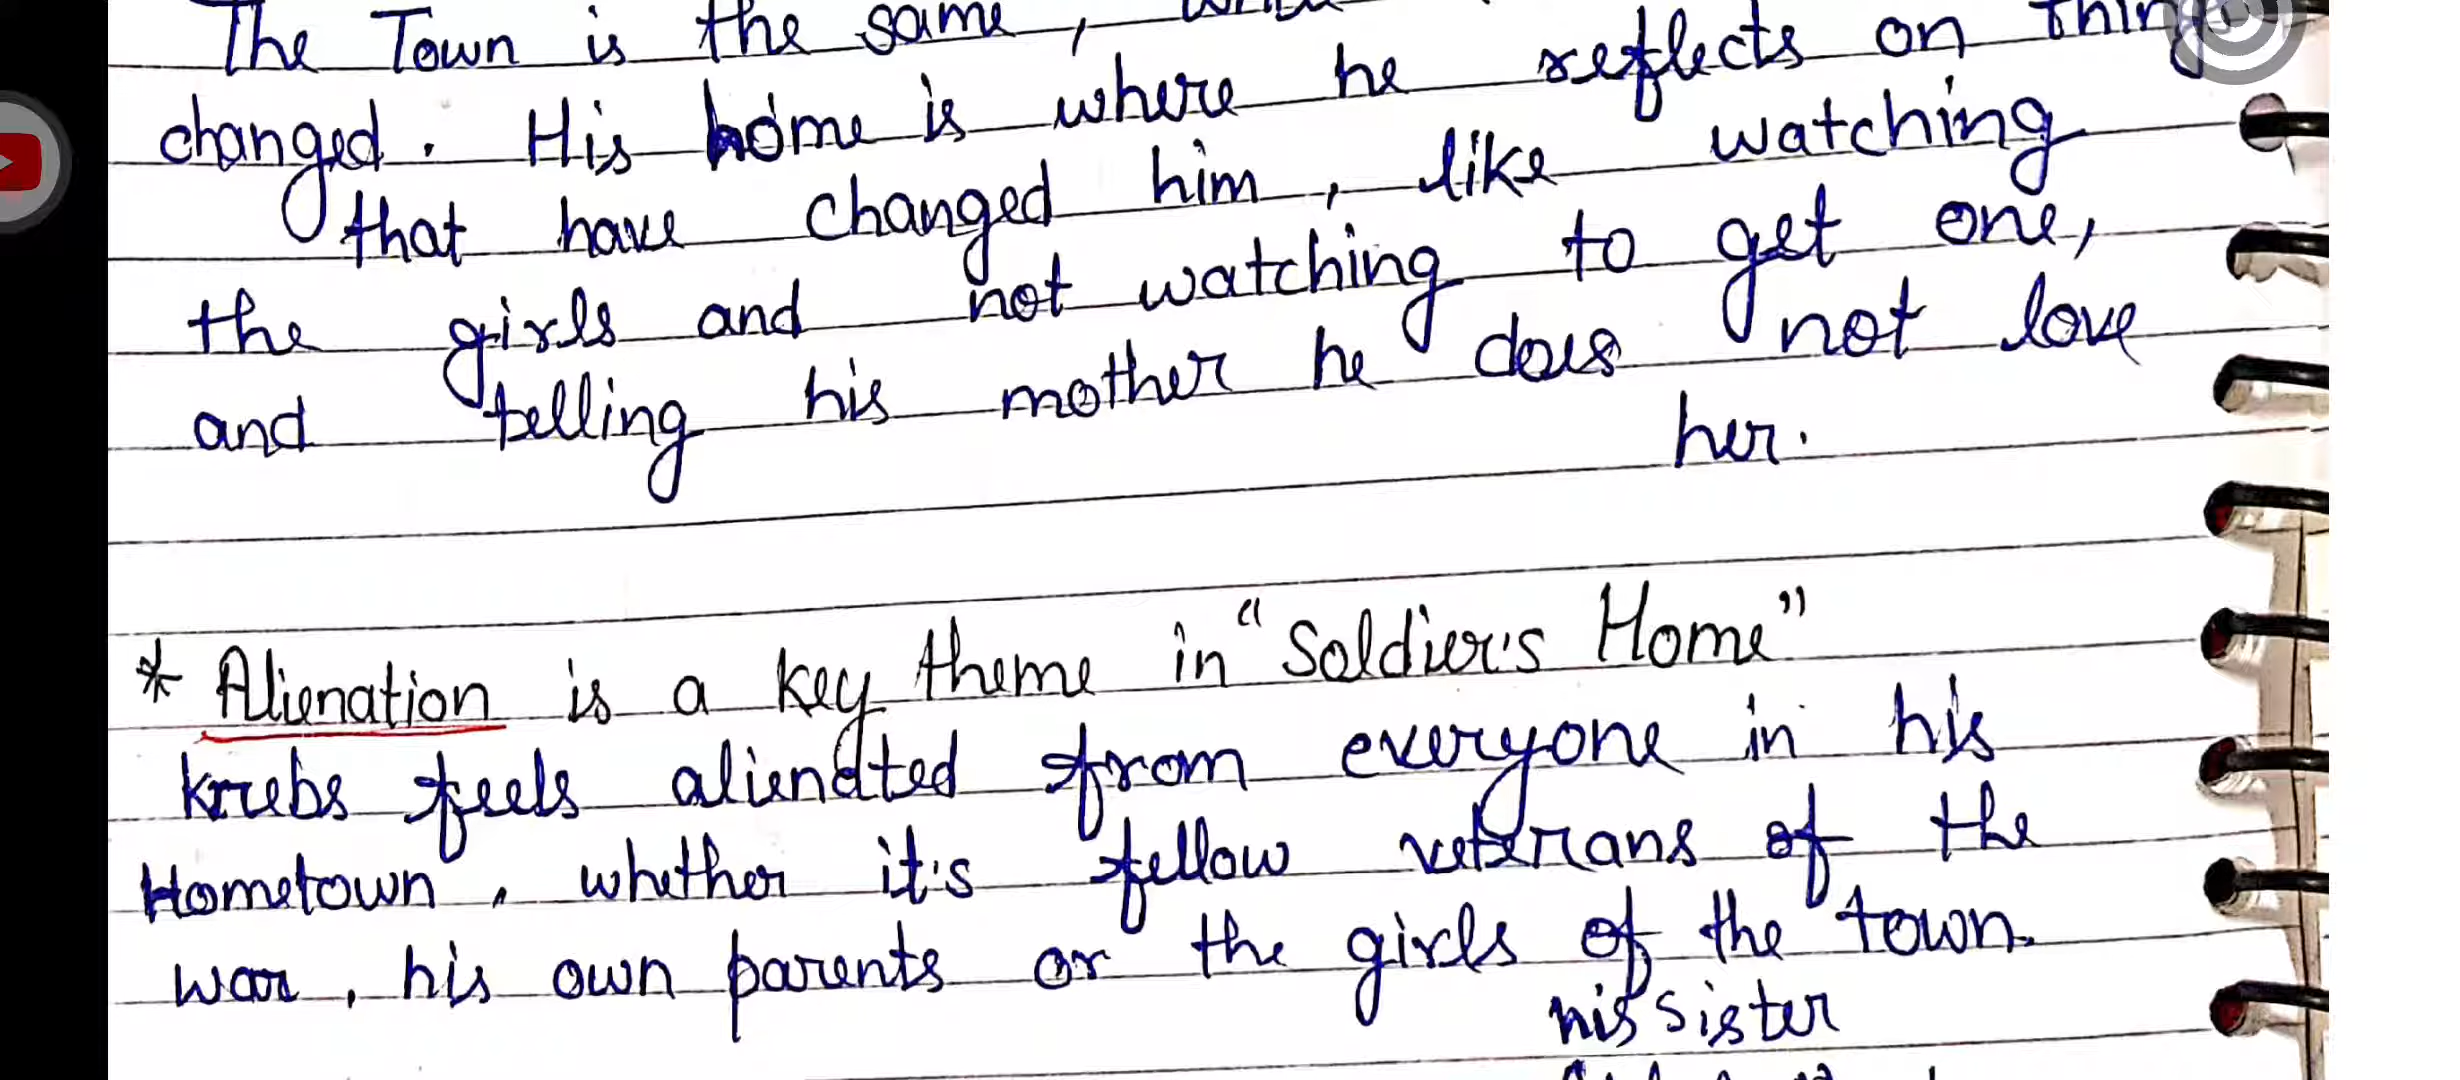 The Town is the same,
changed. His home is where he reflects on thing
that have changed him, like watching
the girls and not watching to get one,
and telling his mother he does not love
her.
* Alienation is a key theme in "Soldier's Home"
Krebs feels alienated from everyone in his
Hometown, whether it's fellow veterans of the
war, his own parents or the girls of the town.
his sister